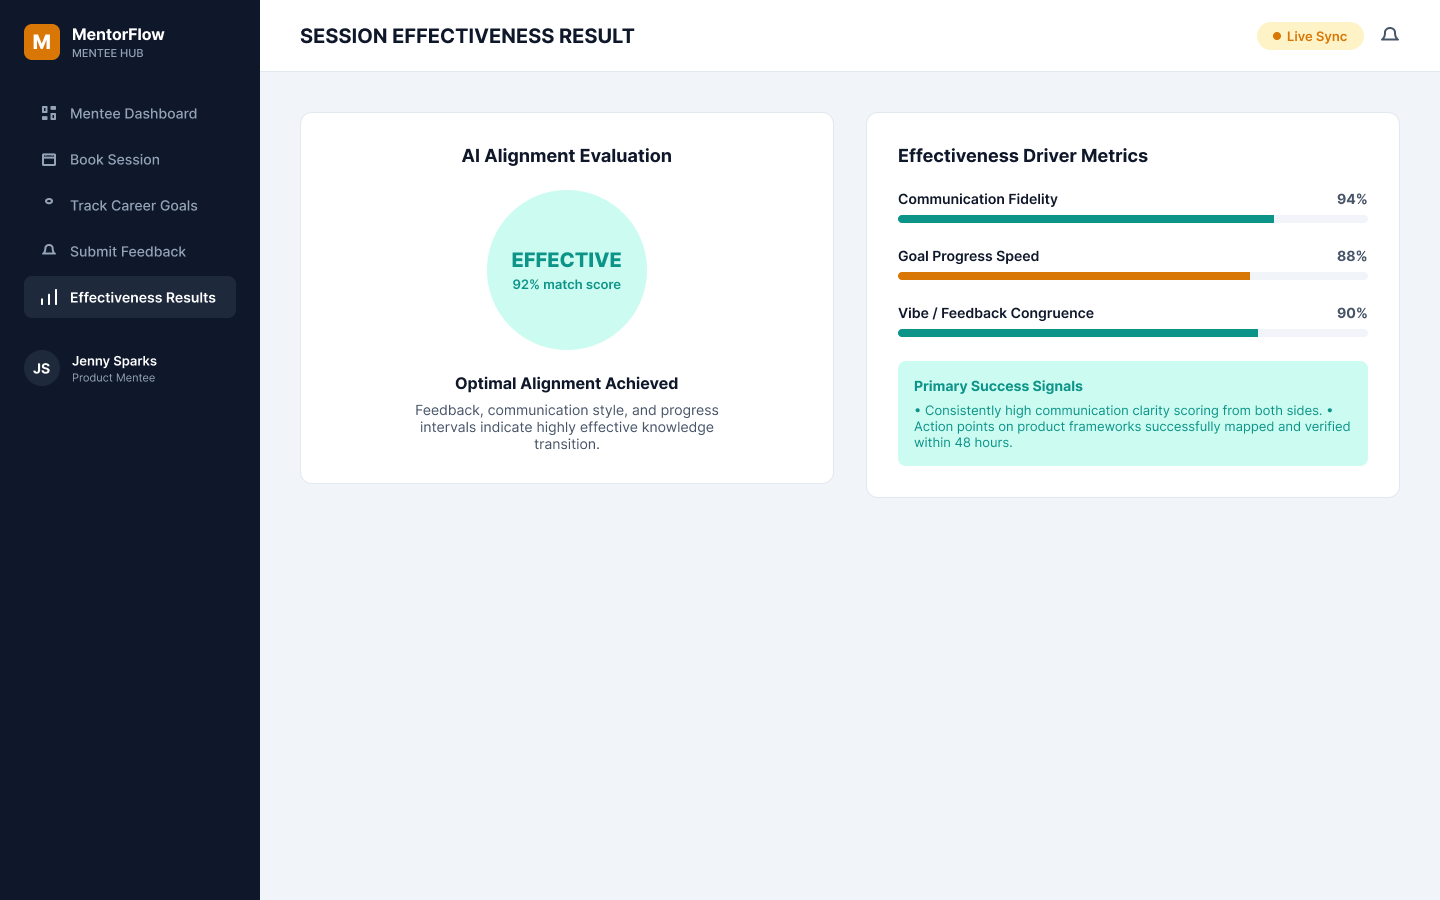 M
MentorFlow
MENTEE HUB
Mentee Dashboard
Book Session
Track Career Goals
Submit Feedback
Effectiveness Results
JS
Jenny Sparks
Product Mentee
SESSION EFFECTIVENESS RESULT
Live Sync
AI Alignment Evaluation
EFFECTIVE
92% match score
Optimal Alignment Achieved
Feedback, communication style, and progress
intervals indicate highly effective knowledge
transition.
Effectiveness Driver Metrics
Communication Fidelity 94%
Goal Progress Speed 88%
Vibe / Feedback Congruence 90%
Primary Success Signals
• Consistently high communication clarity scoring from both sides. •
Action points on product frameworks successfully mapped and verified
within 48 hours.